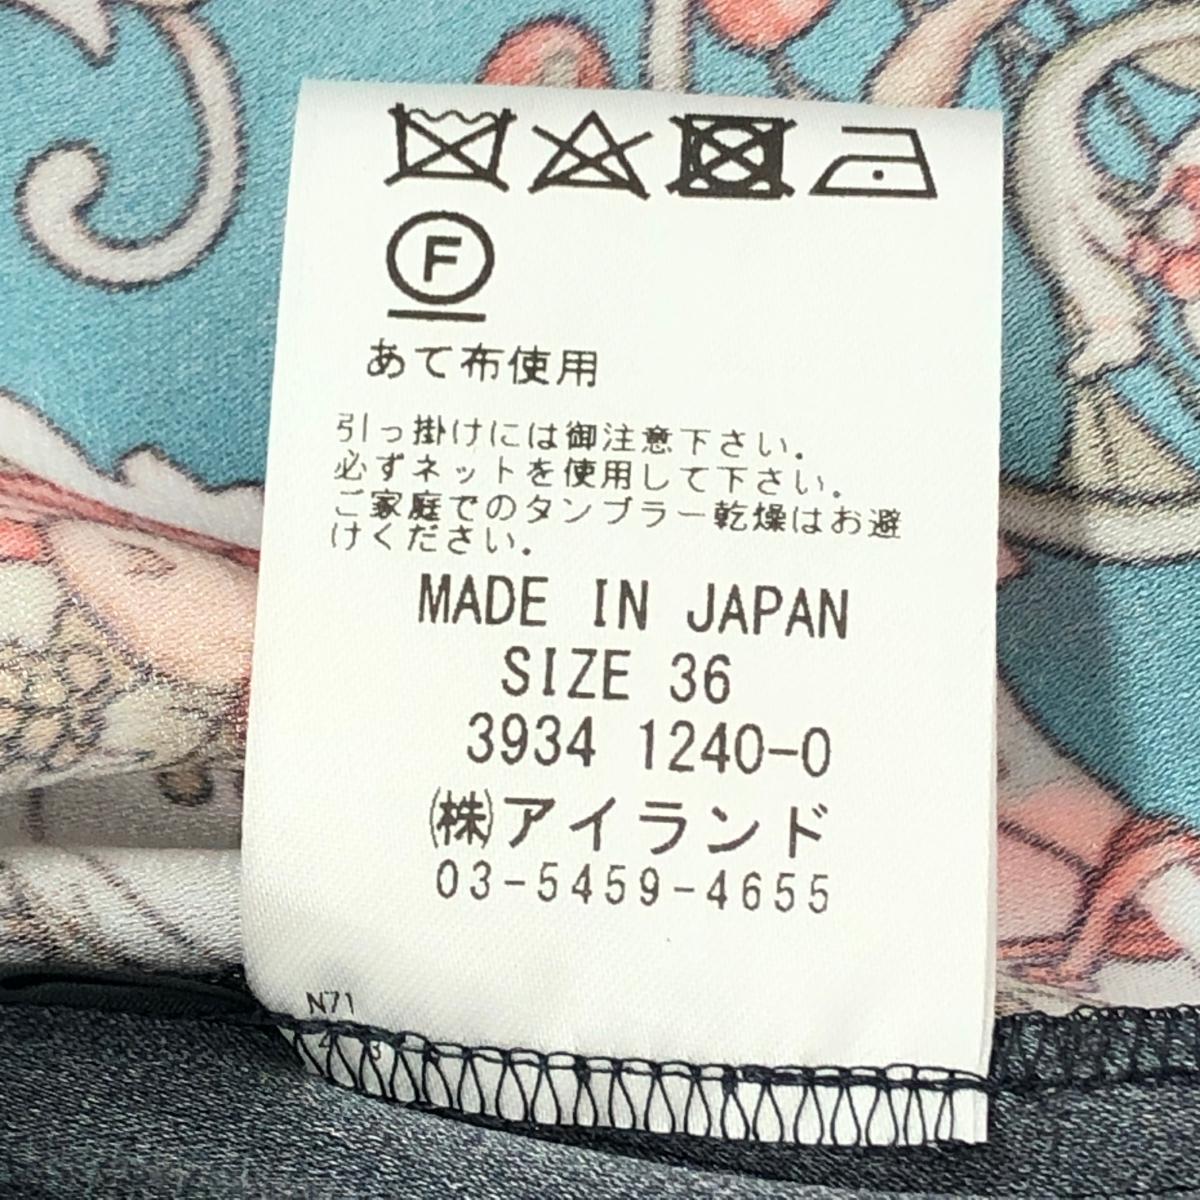 F
あて布使用
引っ掛けには御注意下さい。
必ずネットを使用して下さい。
ご家庭でのタンブラー乾燥はお避
けください。
MADE IN JAPAN
SIZE 36
3934 1240-0
㈱アイランド
03-5459-4655
N71